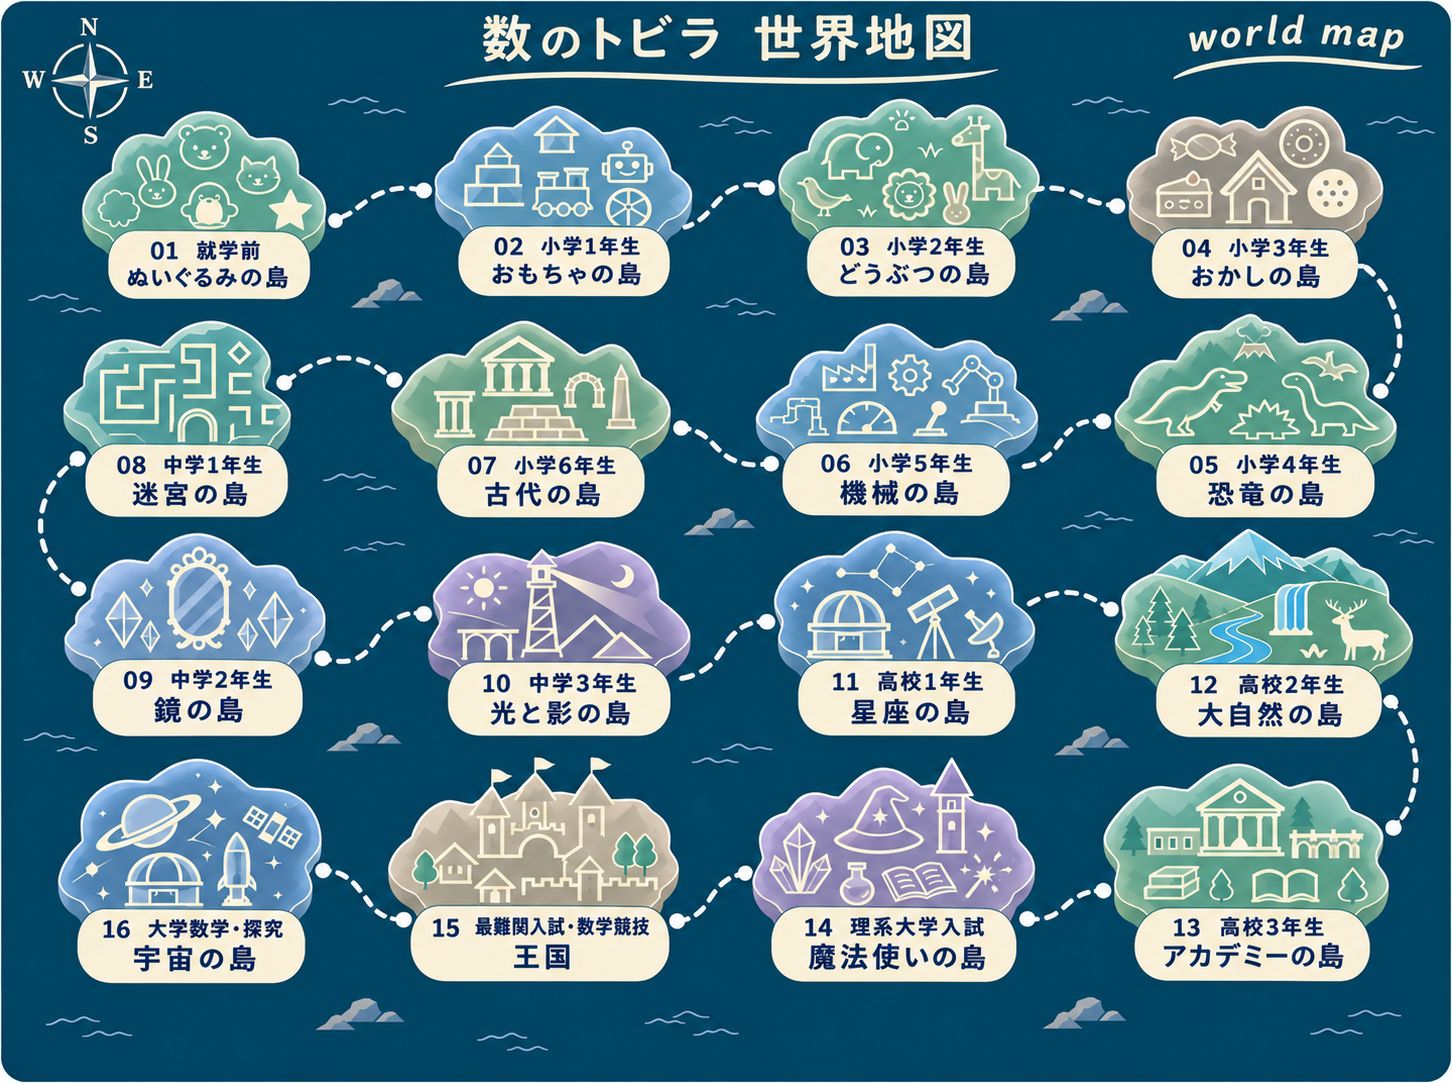 数のトビラ 世界地図
world map
N
W E
S
01 就学前
ぬいぐるみの島
02 小学1年生
おもちゃの島
03 小学2年生
どうぶつの島
04 小学3年生
おかしの島
08 中学1年生
迷宮の島
07 小学6年生
古代の島
06 小学5年生
機械の島
05 小学4年生
恐竜の島
09 中学2年生
鏡の島
10 中学3年生
光と影の島
11 高校1年生
星座の島
12 高校2年生
大自然の島
16 大学数学・探究
宇宙の島
15 最難関入試・数学競技
王国
14 理系大学入試
魔法使いの島
13 高校3年生
アカデミーの島